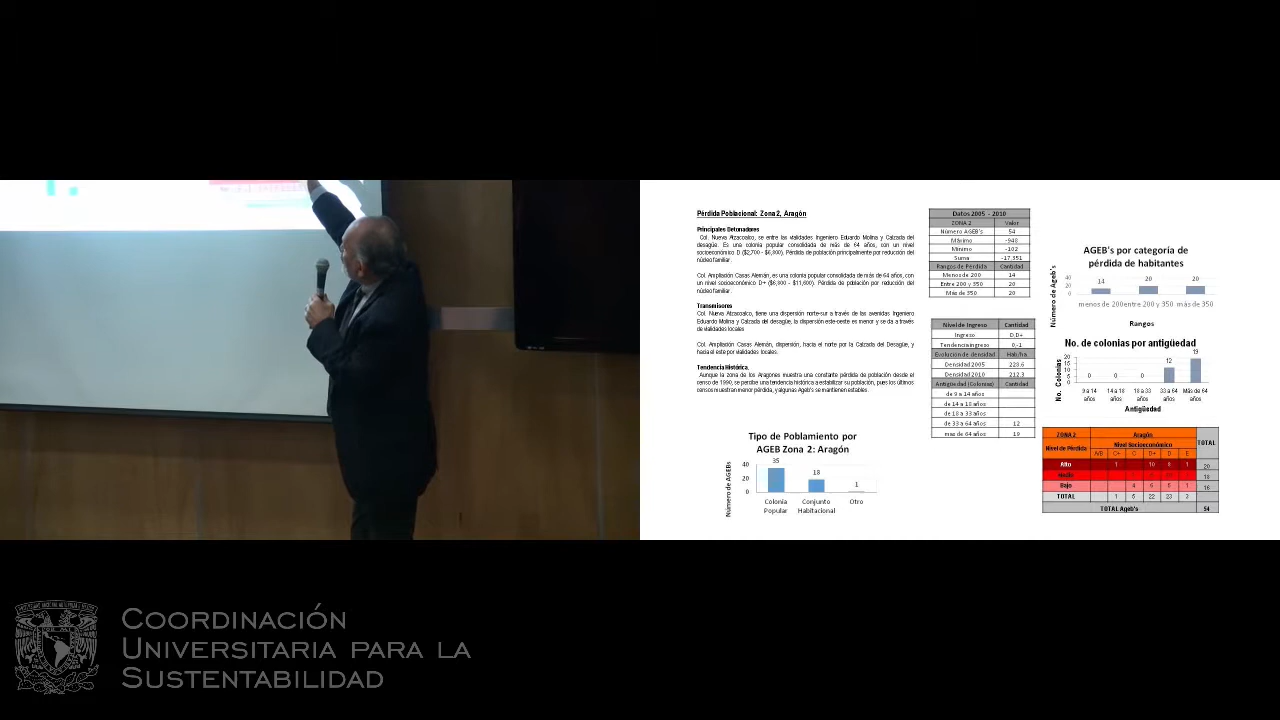 Pérdida Poblacional: Zona 2, Aragón
Principales Detonadores
Col. Nueva Atzacoalco, se entre las vialidades Ingeniero Eduardo Molina y Calzada del
desagüe. Es una colonia popular consolidada de más de 64 años, con un nivel
socioeconómico D ($2,700 - $6,800). Pérdida de población principalmente por reducción del
núcleo familiar.
Col. Ampliación Casas Alemán, es una colonia popular consolidada de más de 64 años, con
un nivel socioeconómico D+ ($6,800 - $11,600). Pérdida de población por reducción del
núcleo familiar.
Transmisores
Col. Nueva Atzacoalco, tiene una dispersión norte-sur a través de las avenidas Ingeniero
Eduardo Molina y Calzada del desagüe, la dispersión este-oeste es menor y se da a través
de vialidades locales
Col. Ampliación Casas Alemán, dispersión, hacia el norte por la Calzada del Desagüe, y
hacia el este por vialidades locales.
Tendencia Histórica.
Aunque la zona de los Aragones muestra una constante pérdida de población desde el
censo de 1990, se percibe una tendencia histórica a estabilizar su población, pues los últimos
censos muestran menor pérdida, y algunas Ageb's se mantienen estables.
Tipo de Poblamiento por
AGEB Zona 2: Aragón
Número de AGEBs
40
20
0
35
18
1
Colonia Popular
Conjunto Habitacional
Otro
Datos 2005 - 2010
ZONA 2 Valor
Número AGEB's 54
Máximo -948
Mínimo -102
Suma -17,351
Rangos de Pérdida Cantidad
Menos de 200 14
Entre 200 y 350 20
Más de 350 20
Nivel de Ingreso Cantidad
Ingreso D,D+
Tendencia ingreso 0,-1
Evolución de densidad Hab/ha
Densidad 2005 223.6
Densidad 2010 212.3
Antigüedad (Colonias) Cantidad
de 9 a 14 años
de 14 a 18 años
de 18 a 33 años
de 33 a 64 años 12
mas de 64 años 19
AGEB's por categoría de
pérdida de habitantes
Número de Ageb's
40
20
0
14
20
20
menos de 200
entre 200 y 350
más de 350
Rangos
No. de colonias por antigüedad
No. Colonias
20
15
10
5
0
0
0
0
12
19
9 a 14 años
14 a 18 años
18 a 33 años
33 a 64 años
Más de 64 años
Antigüedad
ZONA 2 Aragón TOTAL
Nivel de Pérdida Nivel Socioeconómico
A/B C+ C D+ D E
Alto 1 10 8 1 20
18
Bajo 4 6 5 1 16
TOTAL 1 5 22 23 3
TOTAL Ageb's 54
COORDINACIÓN
UNIVERSITARIA PARA LA
SUSTENTABILIDAD